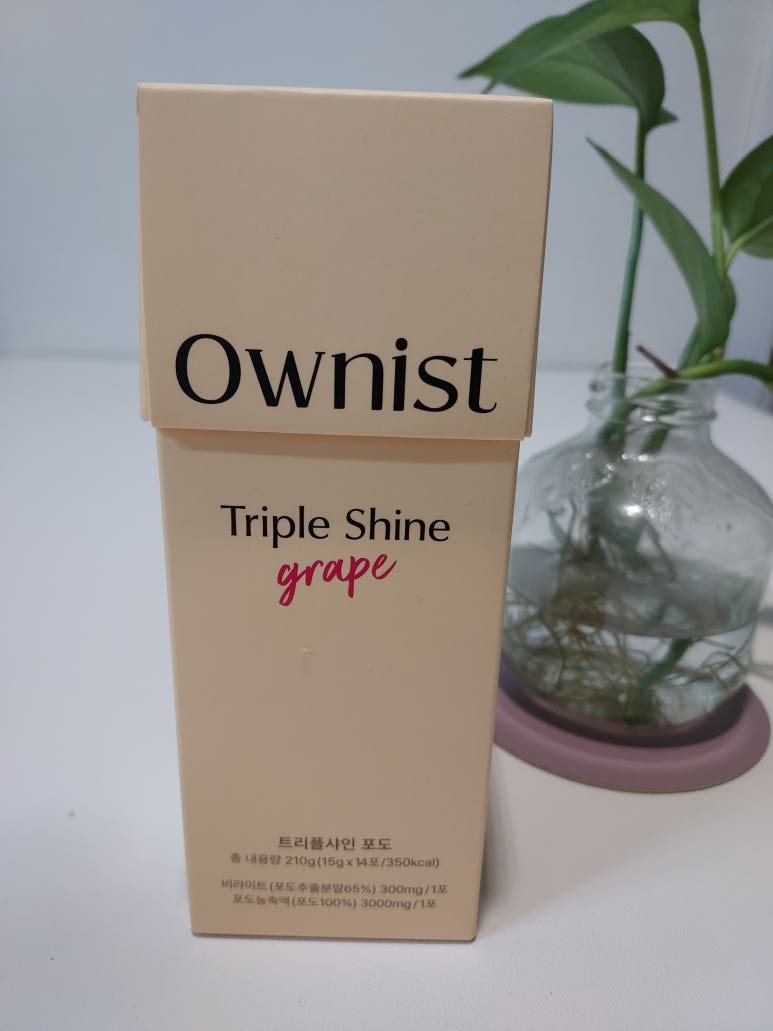 Ownist
Triple Shine
grape
트리플샤인 포도
총 내용량 210g(15g x 14포/350kcal)
비라이트(포도추출분말65%) 300mg/1포
포도농축액(포도100%) 3000mg/1포